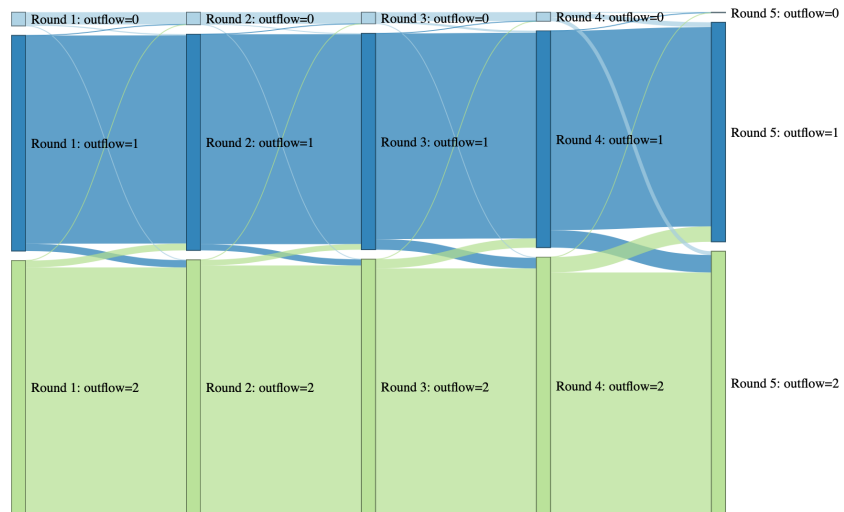 Round 1: outflow=0
Round 2: outflow=0
Round 3: outflow=0
Round 4: outflow=0
Round 5: outflow=0
Round 1: outflow=1
Round 2: outflow=1
Round 3: outflow=1
Round 4: outflow=1
Round 5: outflow=1
Round 1: outflow=2
Round 2: outflow=2
Round 3: outflow=2
Round 4: outflow=2
Round 5: outflow=2